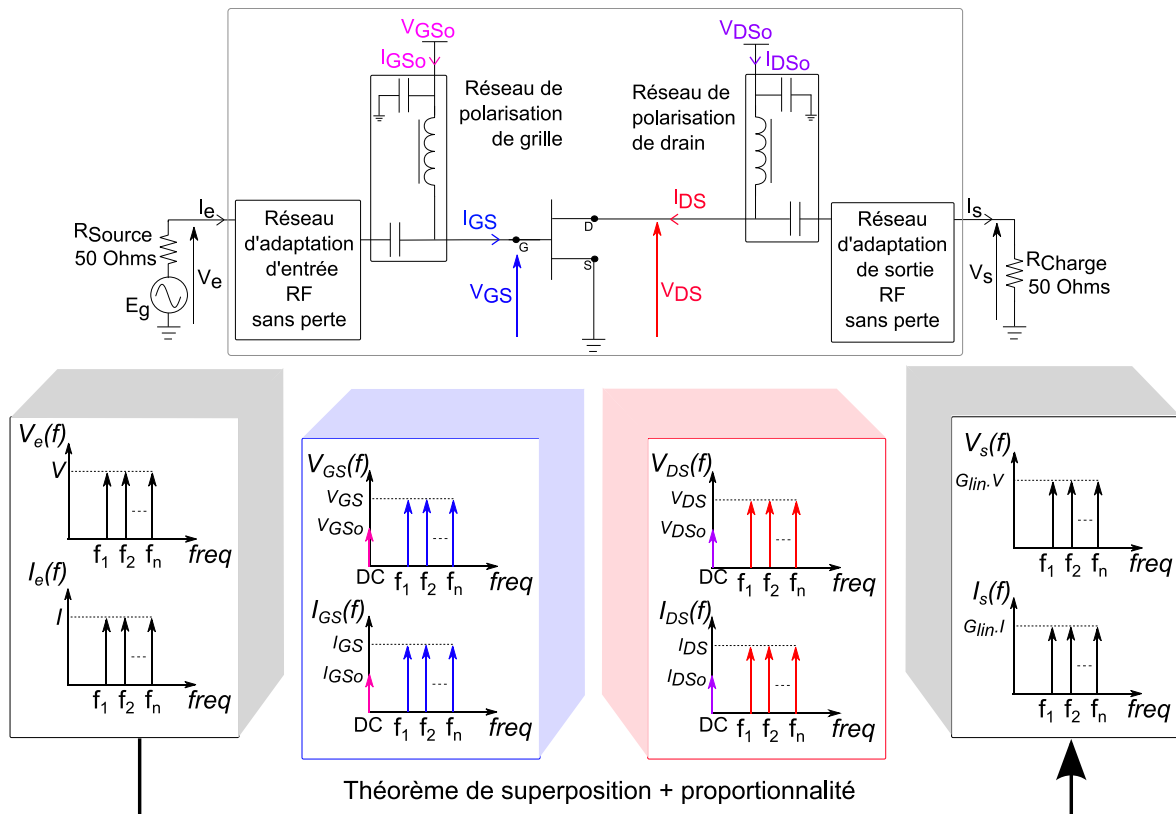 VGSo
IGSo
VDSo
IDSo
Réseau de
polarisation
de grille
Réseau de
polarisation
de drain
Ie
RSource
50 Ohms
Ve
Eg
Réseau
d'adaptation
d'entrée
RF
sans perte
IGS
G
VGS
D
S
IDS
VDS
Réseau
d'adaptation
de sortie
RF
sans perte
Is
Vs
RCharge
50 Ohms
Ve(f)
V
f1 f2 fn freq
---
Ie(f)
I
f1 f2 fn freq
---
VGS(f)
VGS
VGSo
DC f1 f2 fn freq
---
IGS(f)
IGS
IGSo
DC f1 f2 fn freq
---
VDS(f)
VDS
VDSo
DC f1 f2 fn freq
---
IDS(f)
IDS
IDSo
DC f1 f2 fn freq
---
Vs(f)
Glin.V
f1 f2 fn freq
---
Is(f)
Glin.I
f1 f2 fn freq
---
Théorème de superposition + proportionnalité